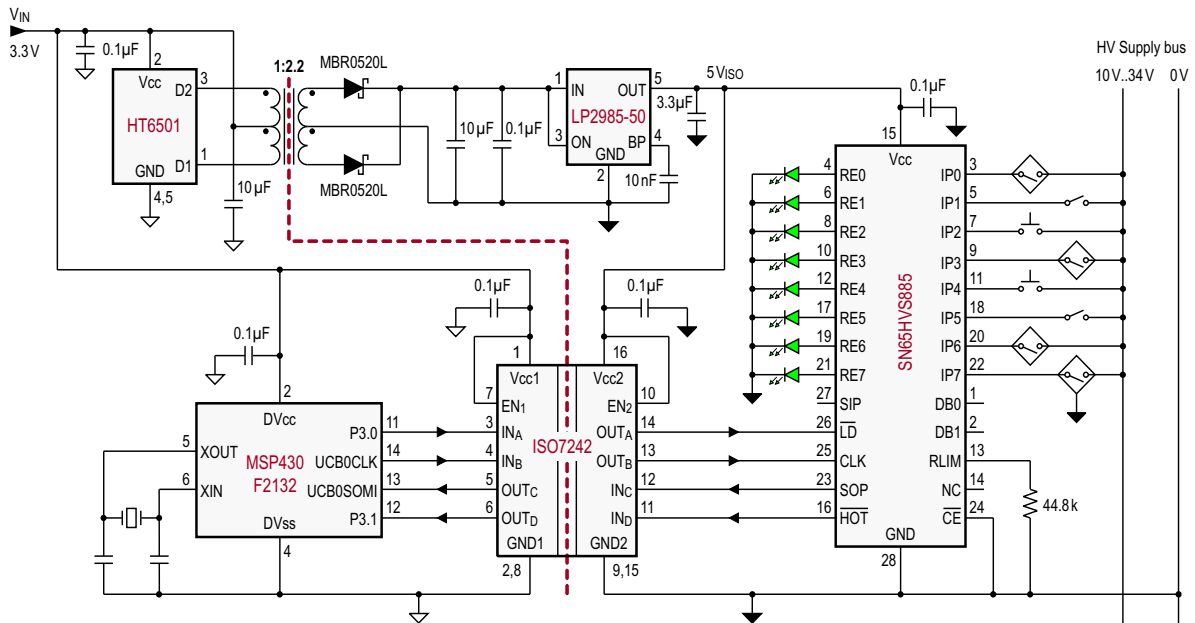 VIN
3.3 V
0.1µF
2
Vcc
3
D2
HT6501
1
D1
GND
4,5
10 µF
1:2.2
MBR0520L
MBR0520L
10 µF
0.1µF
1
IN
OUT
5
LP2985-50
3
ON
BP
4
GND
2
10 nF
3.3 µF
5 VISO
0.1µF
HV Supply bus
10 V..34 V
0 V
15
Vcc
4
RE0
IP0
3
6
RE1
IP1
5
8
RE2
IP2
7
10
RE3
IP3
9
12
RE4
IP4
11
17
RE5
IP5
18
19
RE6
IP6
20
21
RE7
IP7
22
27
SIP
DB0
1
26
LD
DB1
2
25
CLK
RLIM
13
23
SOP
NC
14
16
HOT
CE
24
SN65HVS885
GND
28
44.8 k
0.1µF
0.1µF
0.1µF
1
Vcc1
16
Vcc2
7
EN1
10
EN2
3
INA
OUTA
14
4
INB
OUTB
13
ISO7242
5
OUTC
INC
12
6
OUTD
IND
11
GND1
2,8
GND2
9,15
2
DVcc
5
XOUT
6
XIN
MSP430
F2132
P3.0
11
UCB0CLK
14
UCB0SOMI
13
P3.1
12
DVss
4